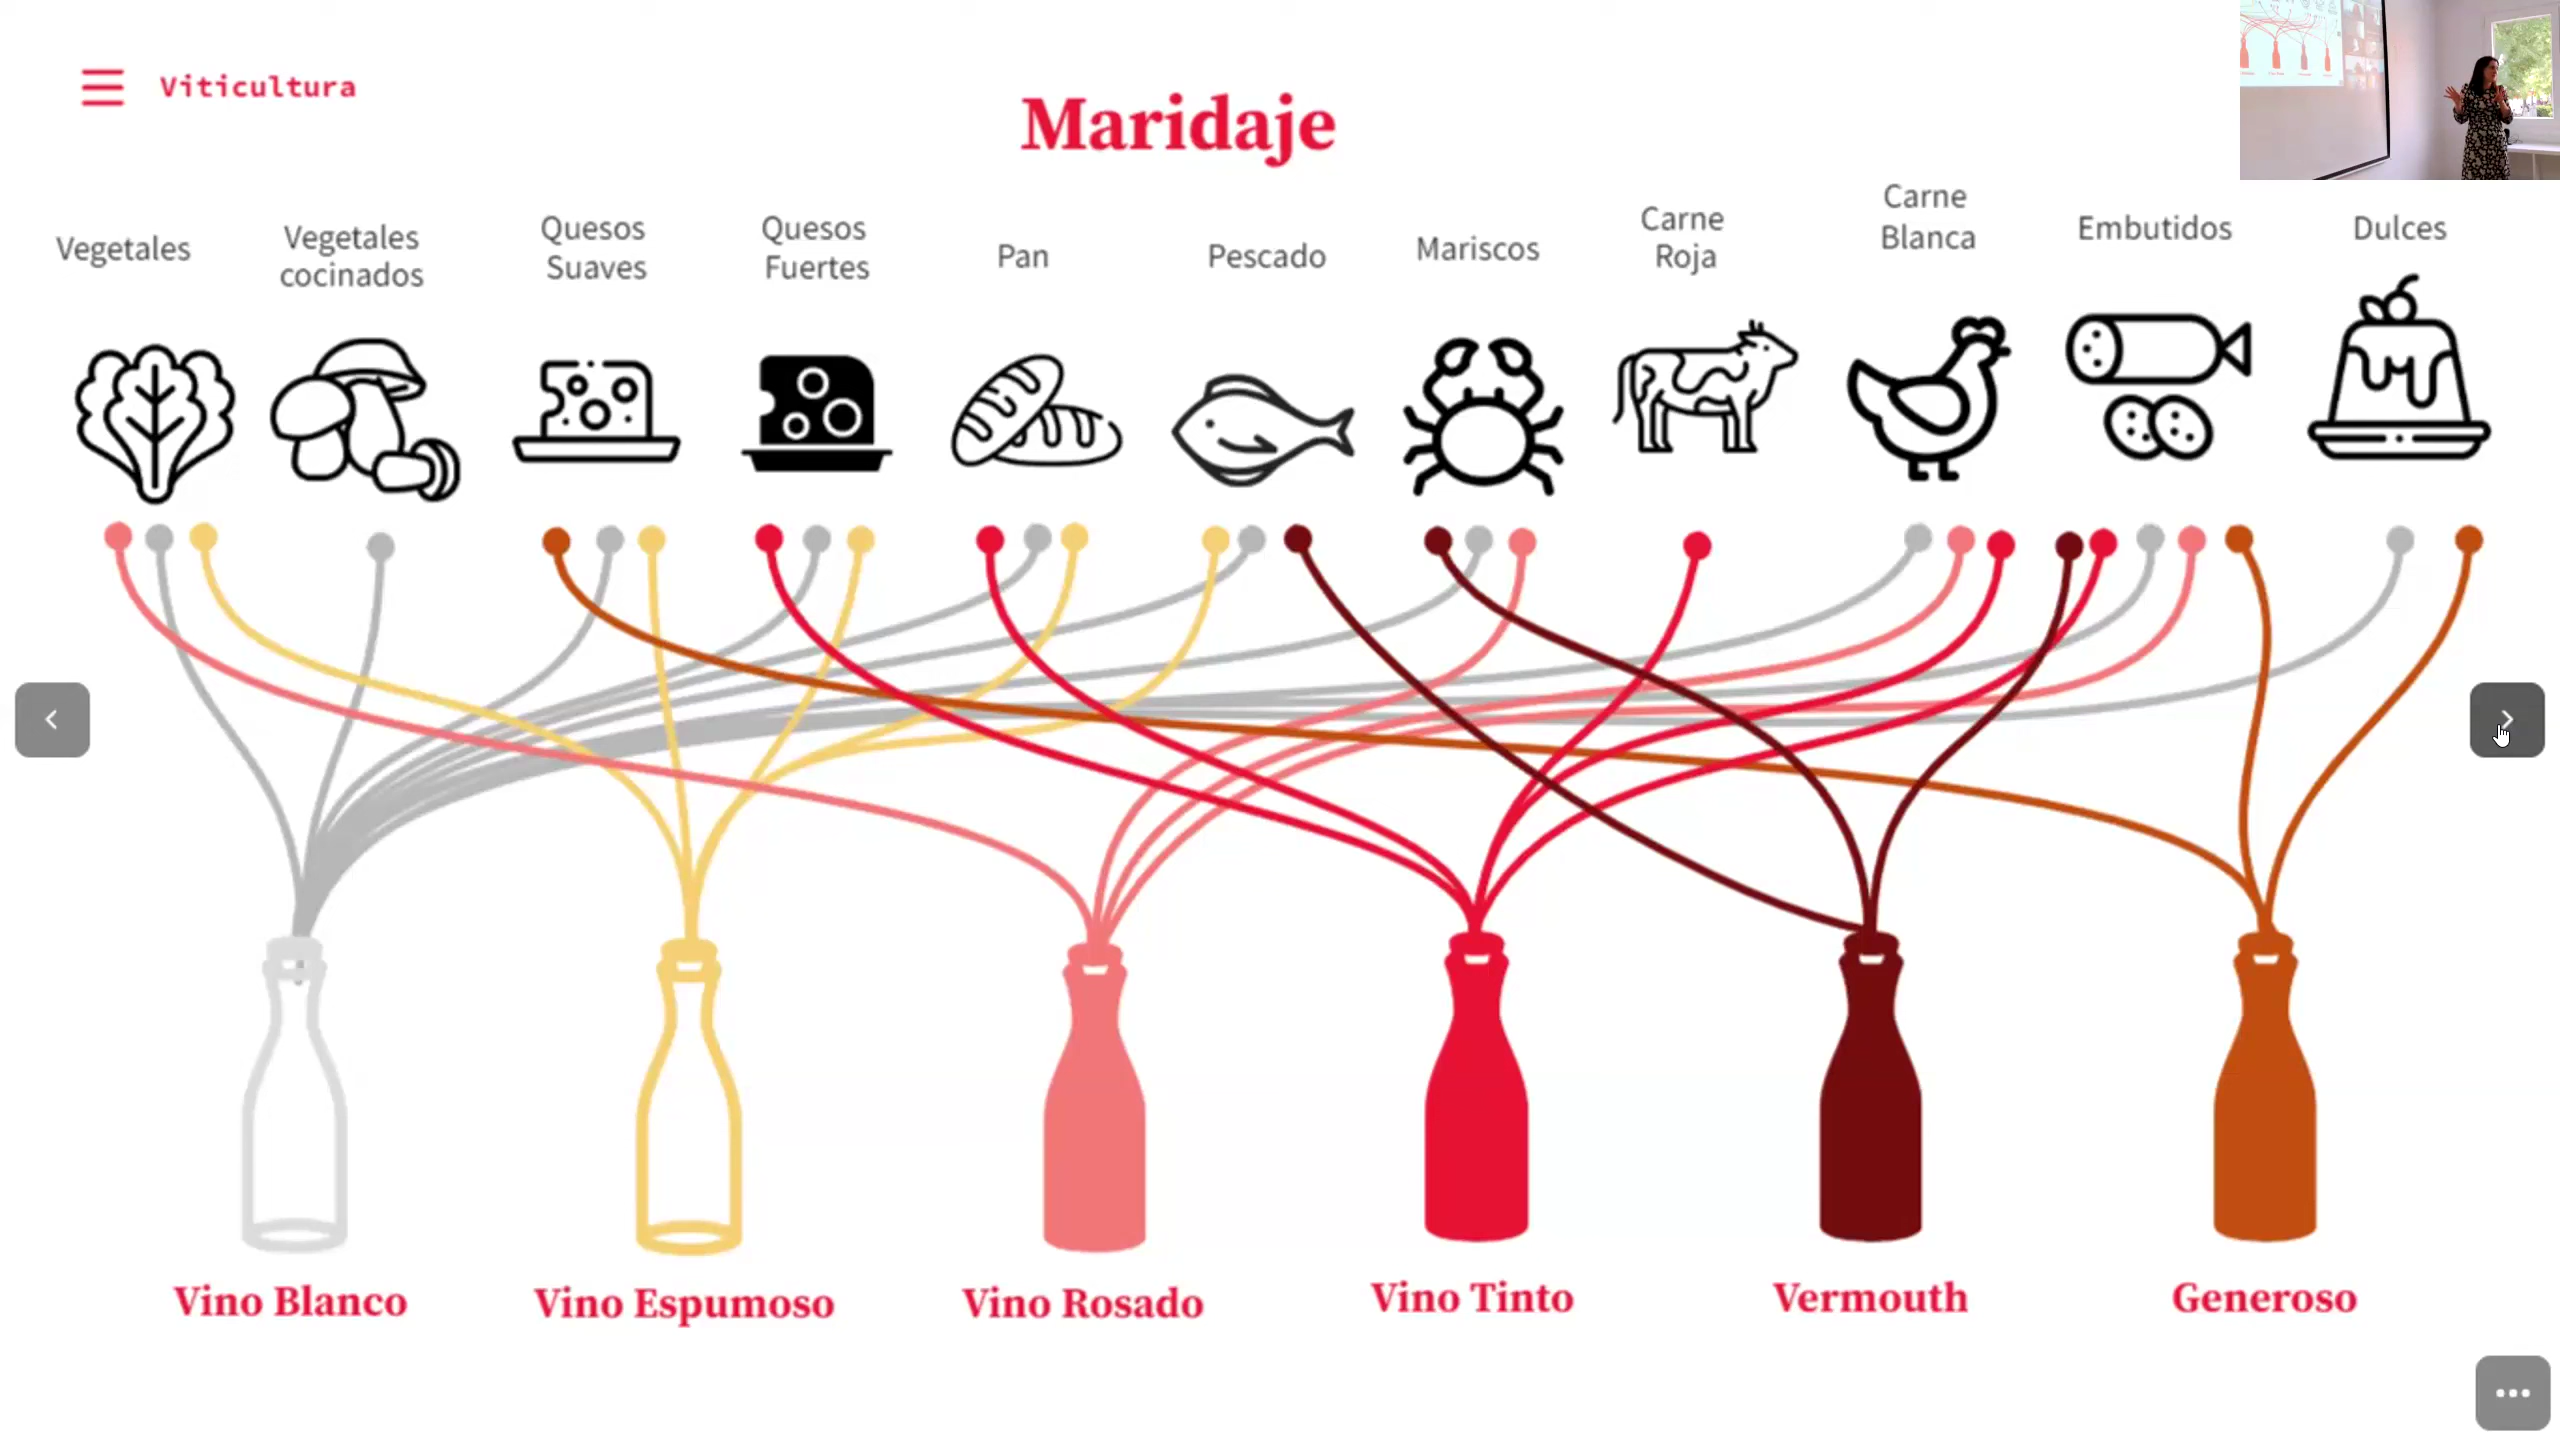 Viticultura
Maridaje
Vegetales
Vegetales
cocinados
Quesos
Suaves
Quesos
Fuertes
Pan
Pescado
Mariscos
Carne
Roja
Carne
Blanca
Embutidos
Dulces
Vino Blanco
Vino Espumoso
Vino Rosado
Vino Tinto
Vermouth
Generoso